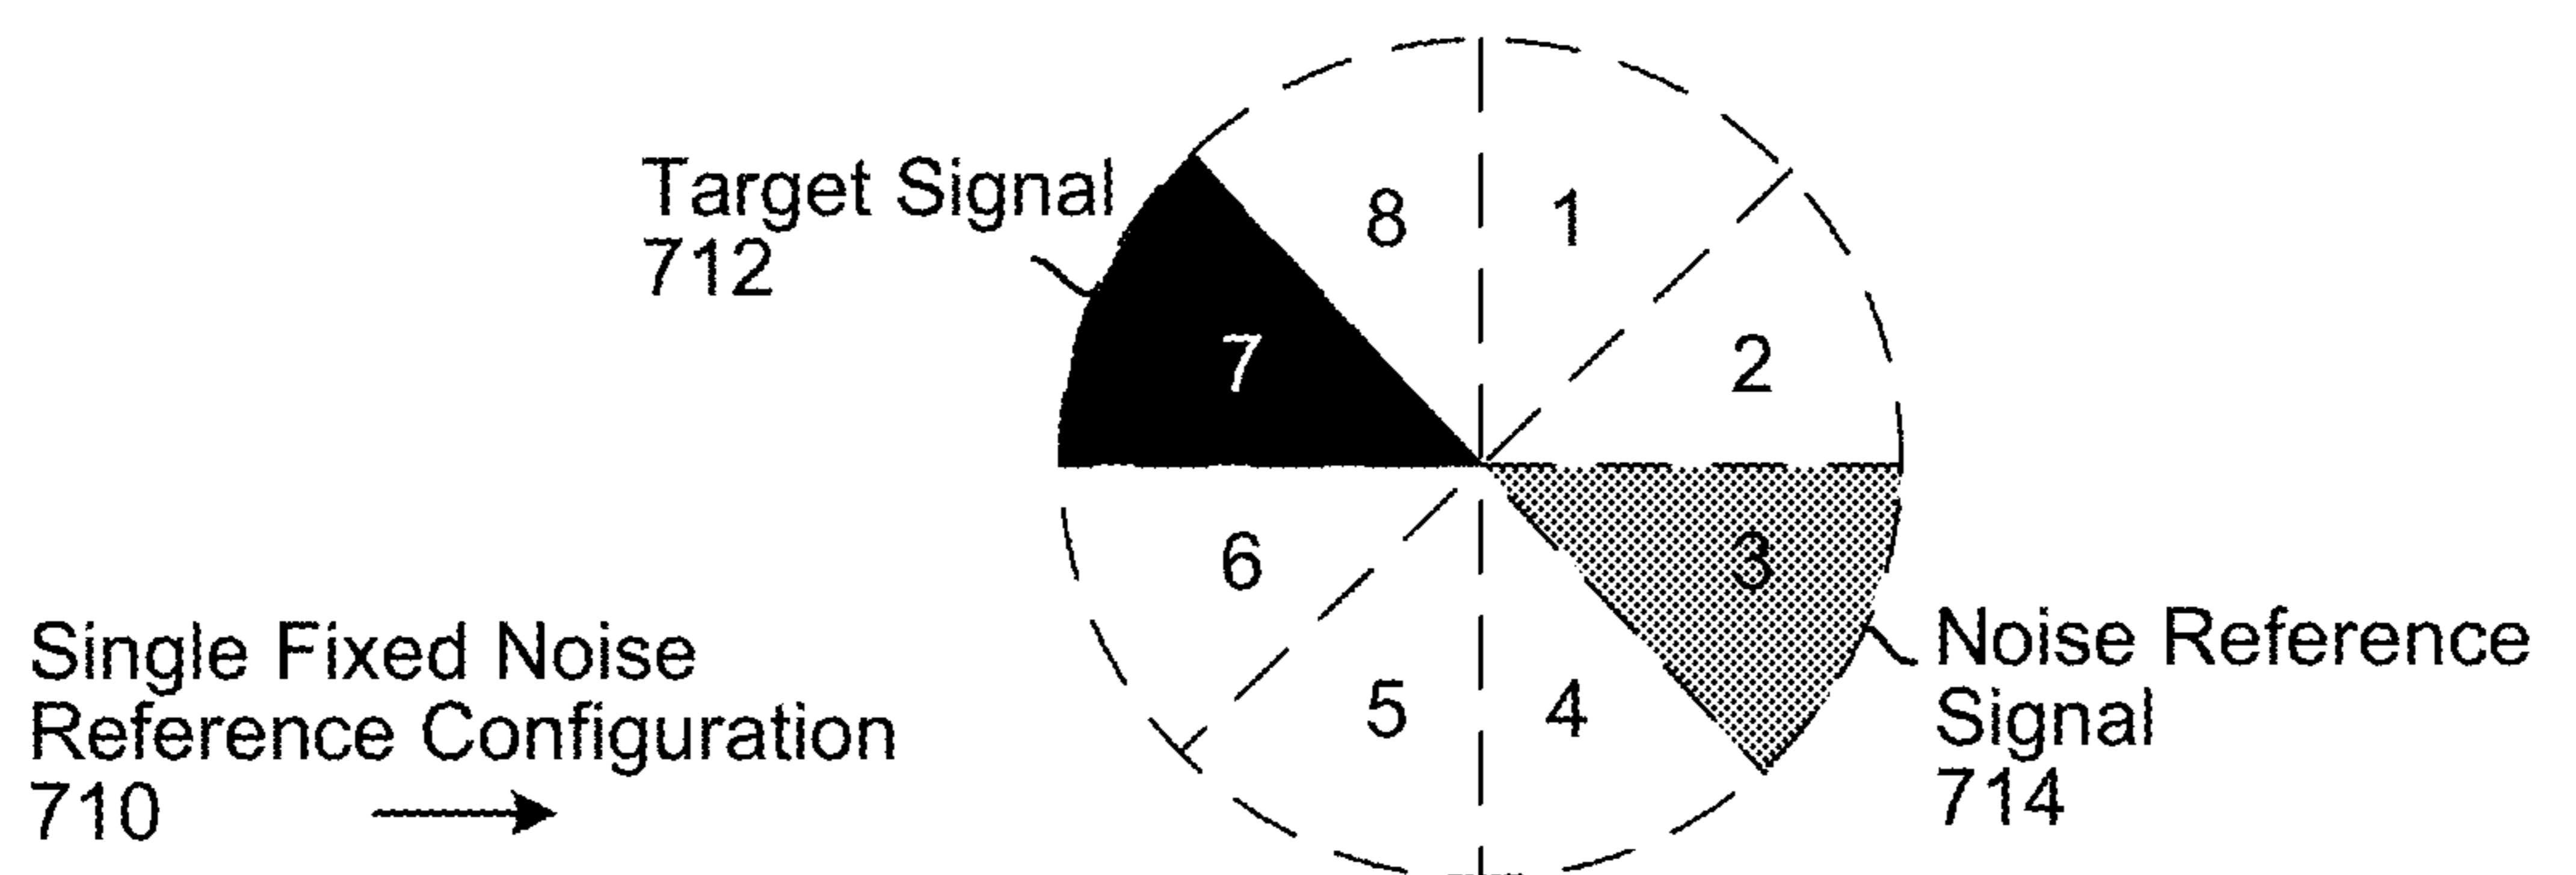 Target Signal
712
8
1
7
2
6
3
5
4
Single Fixed Noise
Reference Configuration
710
Noise Reference
Signal
714